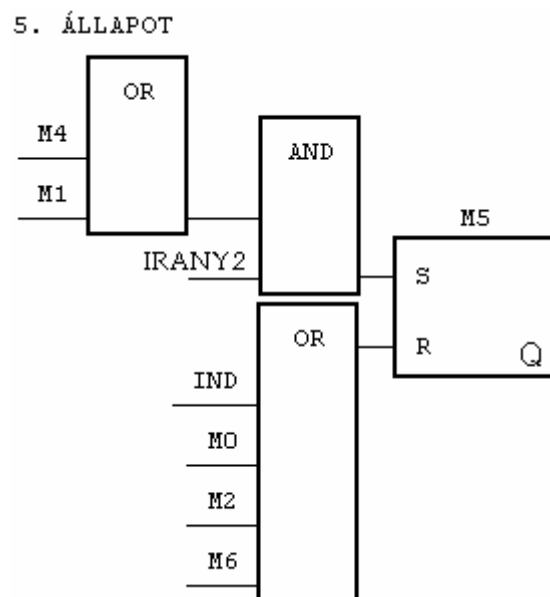 5. ÁLLAPOT
OR
M4
M1
AND
IRANY2
M5
S
R
Q
OR
IND
M0
M2
M6